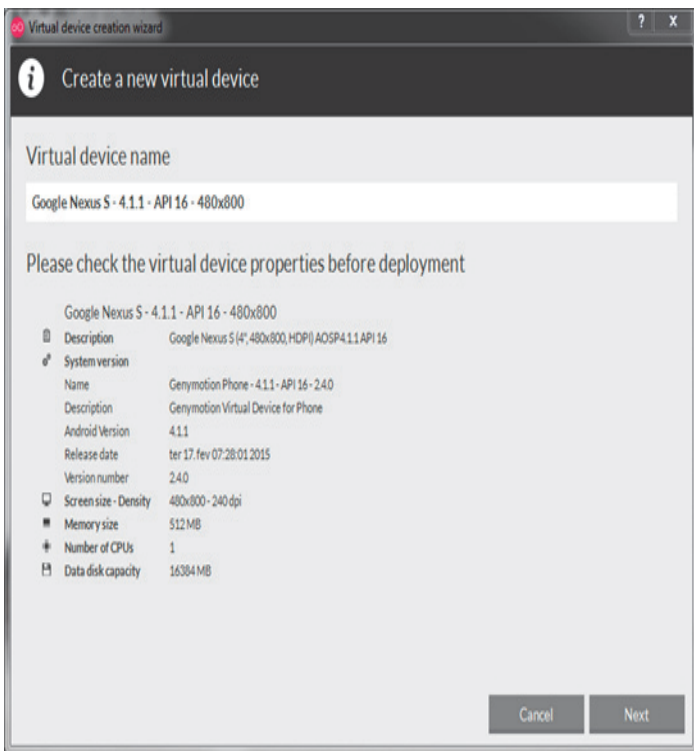 Virtual device creation wizard ? X
Create a new virtual device
Virtual device name
Google Nexus S - 4.1.1 - API 16 - 480x800
Please check the virtual device properties before deployment
Google Nexus S - 4.1.1 - API 16 - 480x800
Description Google Nexus S (4", 480x800, HDPI) AOSP4.1.1 API 16
System version
Name Genymotion Phone - 4.1.1 - API 16 - 2.4.0
Description Genymotion Virtual Device for Phone
Android Version 4.1.1
Release date ter 17. fev 07:28:01 2015
Version number 2.4.0
Screen size - Density 480x800 - 240 dpi
Memory size 512 MB
Number of CPUs 1
Data disk capacity 16384 MB
Cancel Next